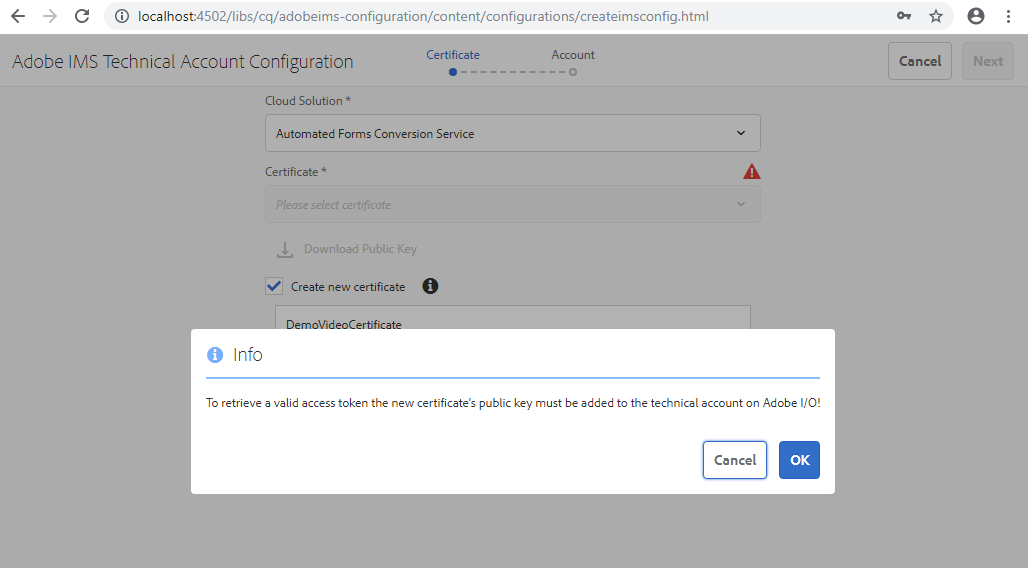 localhost:4502/libs/cq/adobeims-configuration/content/configurations/createimsconfig.html
Adobe IMS Technical Account Configuration
Certificate
Account
Cancel
Next
Cloud Solution *
Automated Forms Conversion Service
Certificate *
Please select certificate
Download Public Key
Create new certificate
DemoVideoCertificate
Info
To retrieve a valid access token the new certificate's public key must be added to the technical account on Adobe I/O!
Cancel
OK